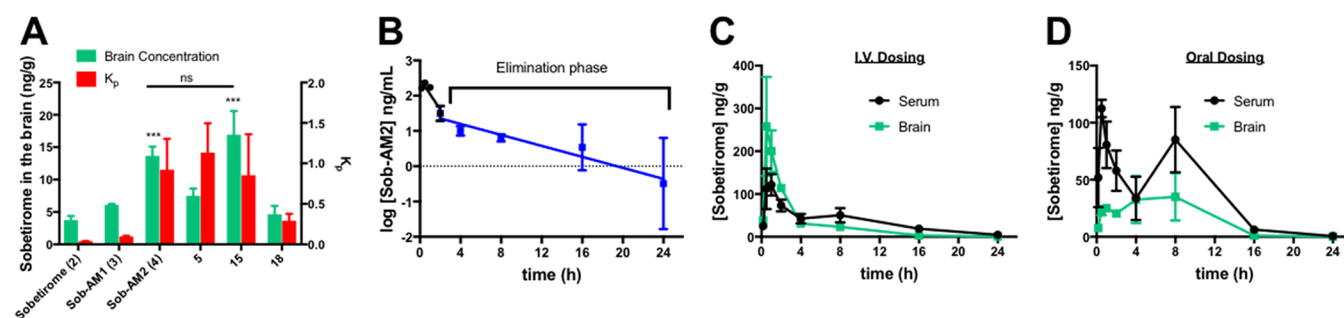 A
Brain Concentration
Kp
ns
***
***
Sobetirome in the brain (ng/g)
25
20
15
10
5
0
2.0
1.5
1.0
0.5
0.0
Kp
Sobetirome (2)
Sob-AM1 (3)
Sob-AM2 (4)
5
15
18
B
Elimination phase
log [Sob-AM2] ng/mL
3
2
1
0
-1
-2
0 4 8 12 16 20 24
time (h)
C
I.V. Dosing
Serum
Brain
[Sobetirome] ng/g
400
300
200
100
0
0 4 8 12 16 20 24
time (h)
D
Oral Dosing
Serum
Brain
[Sobetirome] ng/g
150
100
50
0
0 4 8 12 16 20 24
time (h)